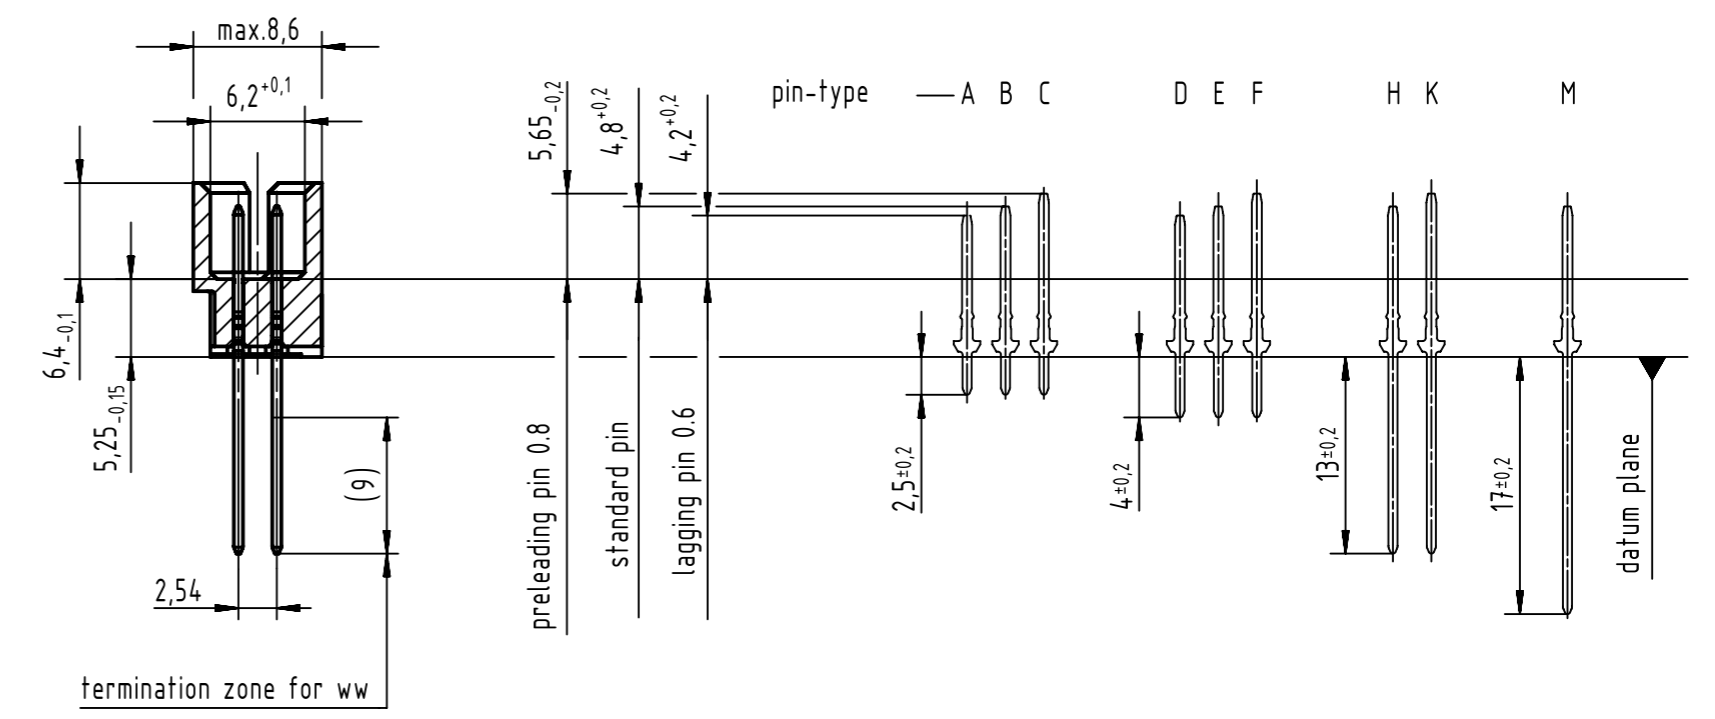 max.8,6
6,2+0,1
pin-type — A B C D E F H K M
5,65-0,2
4,8+0,2
4,2+0,2
6,4-0,1
5,25-0,15
(9)
2,54
termination zone for ww
preleading pin 0.8
standard pin
lagging pin 0.6
2,5±0,2
4±0,2
13±0,2
17±0,2
datum plane